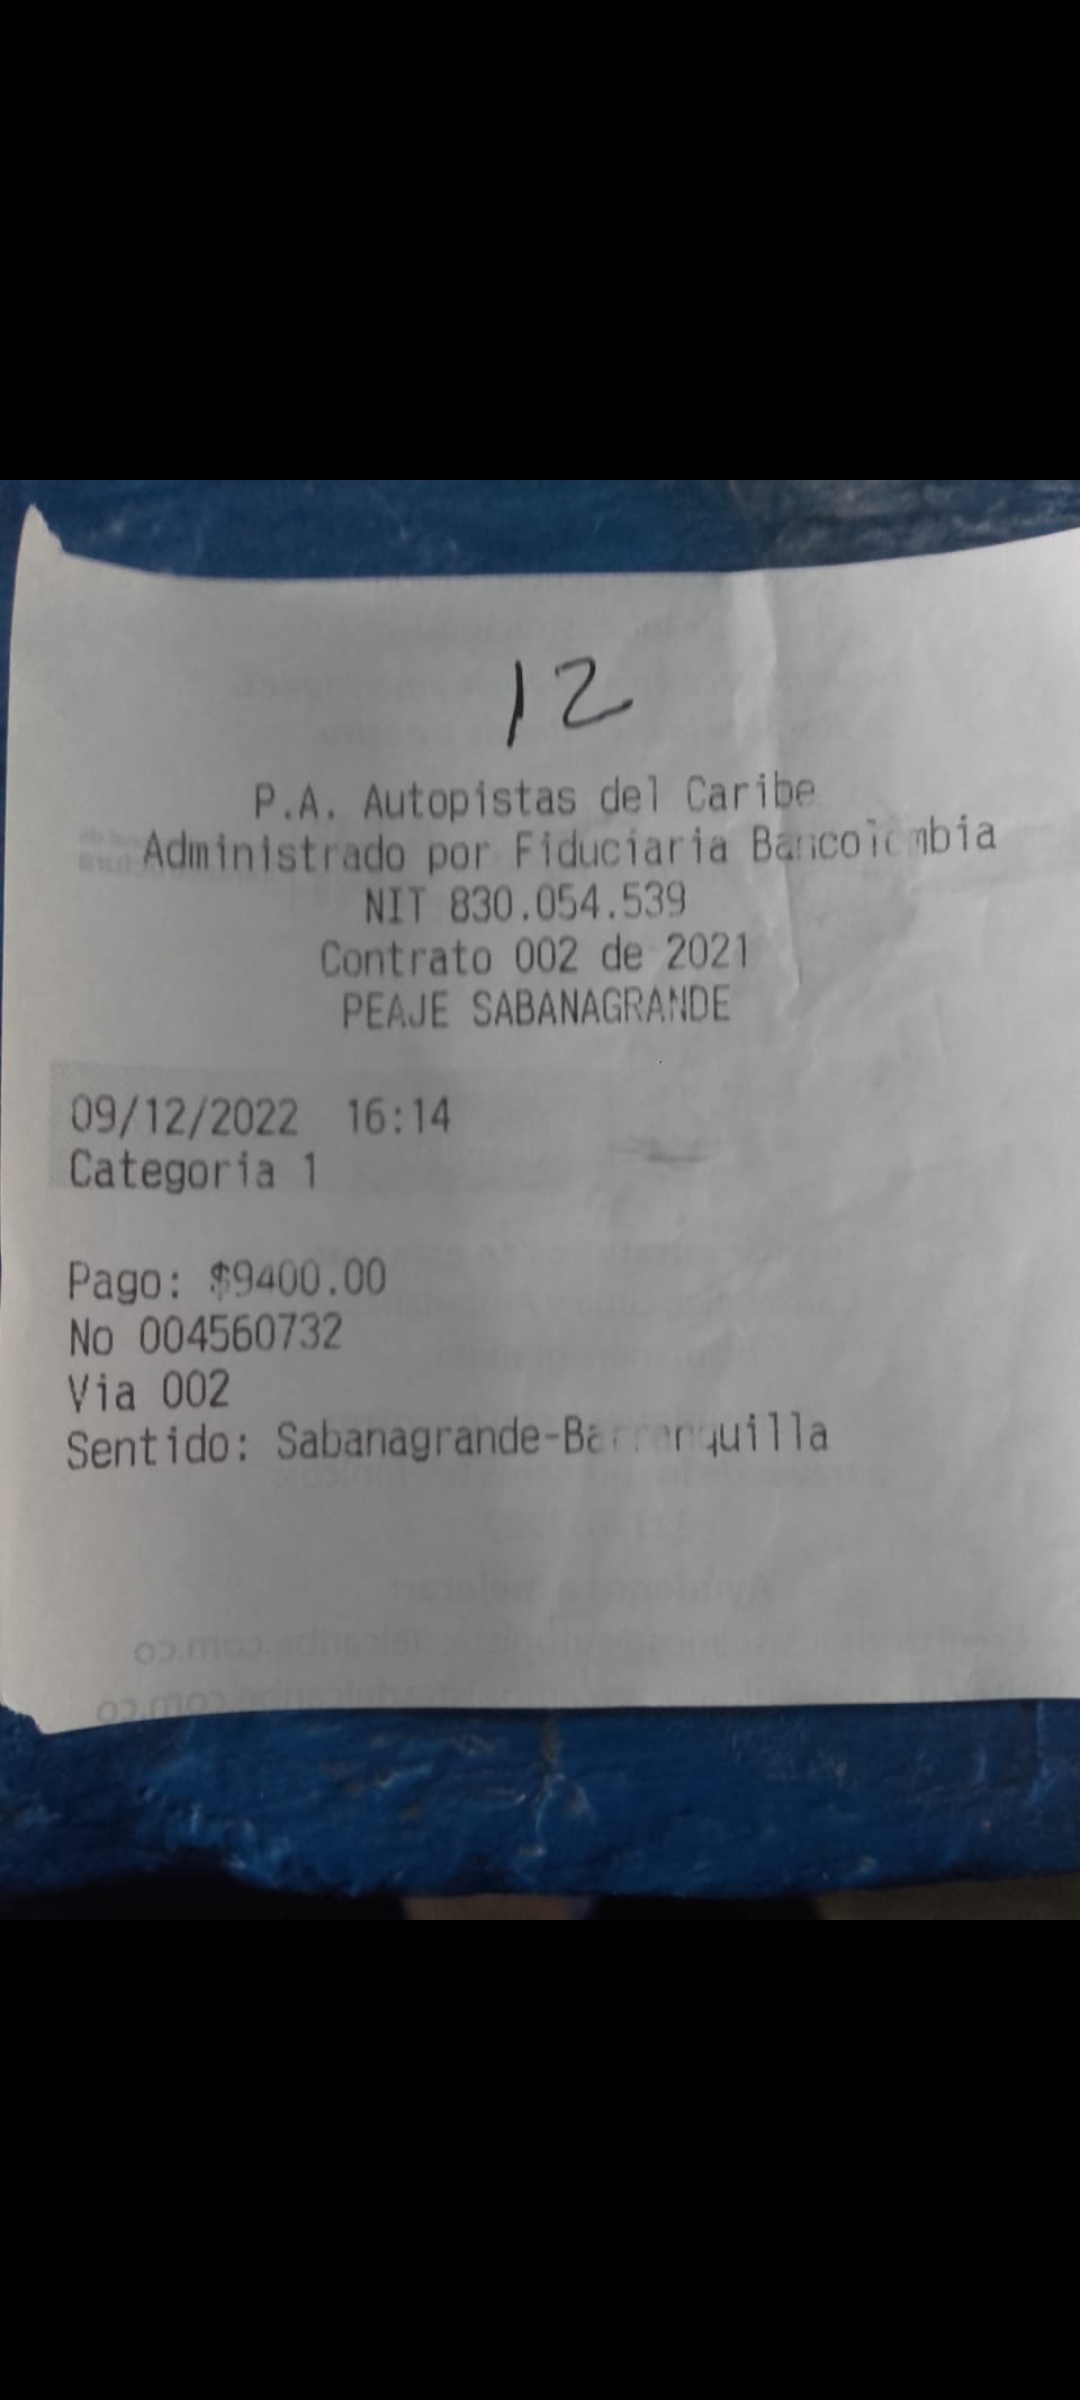 12
P.A. Autopistas del Caribe
Administrado por Fiduciaria Bancolombia
NIT 830.054.539
Contrato 002 de 2021
PEAJE SABANAGRANDE
09/12/2022 16:14
Categoria 1
Pago: $9400.00
No 004560732
Via 002
Sentido: Sabanagrande-Barranquilla